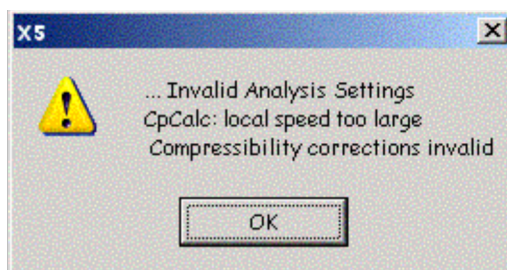 X5
... Invalid Analysis Settings
CpCalc: local speed too large
Compressibility corrections invalid
OK